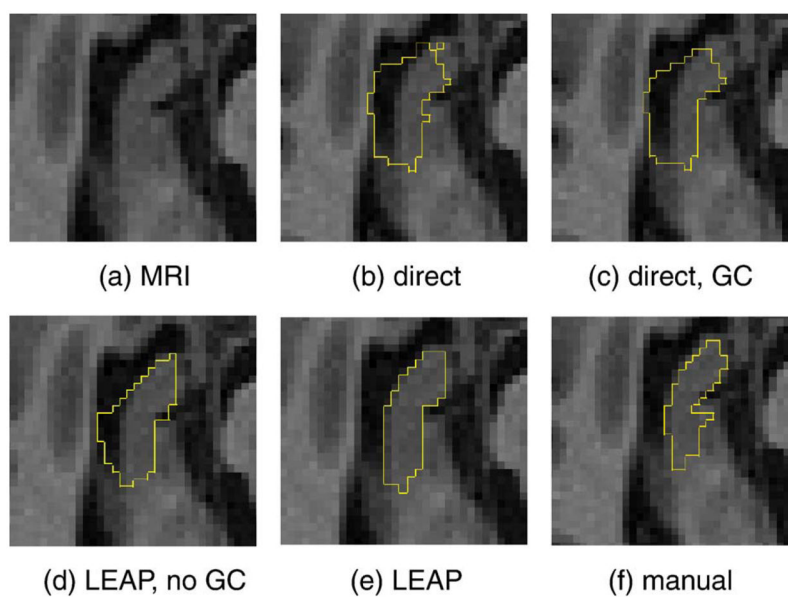 (a) MRI
(b) direct
(c) direct, GC
(d) LEAP, no GC
(e) LEAP
(f) manual